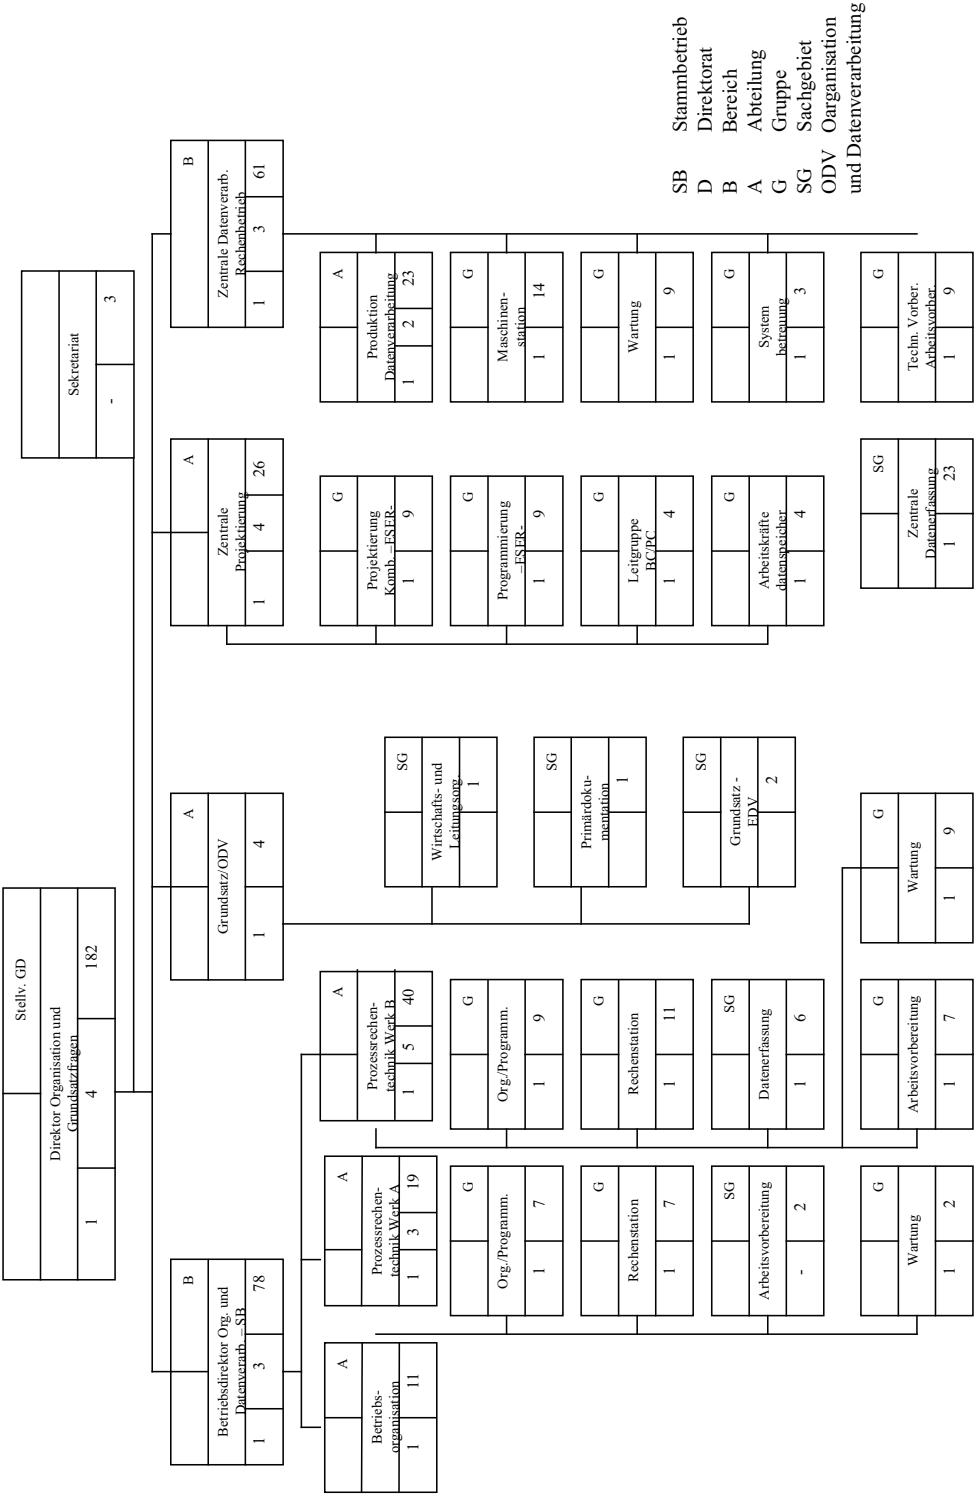 Stellv. GD
Direktor Organisation und
Grundsatzfragen
1 4 182
Sekretariat
- 3
B
Betriebsdirektor Org. und
Datenverarb. – SB
1 3 78
A
Grundsatz/ODV
1 4
A
Zentrale
Projektierung
1 4 26
B
Zentrale Datenverarb.
Rechenbetrieb
1 3 61
A
Betriebs-
organisation
1 11
A
Prozessrechen-
technik Werk A
1 3 19
A
Prozessrechen-
technik Werk B
1 5 40
SG
Wirtschafts- und
Leitungsorg.
1
G
Projektierung
Komb. –ESER-
1 9
A
Produktion
Datenverarbeitung
1 2 23
G
Org./Programm.
1 7
G
Org./Programm.
1 9
SG
Primärdoku-
mentation
1
G
Programmierung
–ESER-
1 9
G
Maschinen-
station
1 14
G
Rechenstation
1 7
G
Rechenstation
1 11
SG
Grundsatz -
EDV
2
G
Leitgruppe
BC/PC
1 4
G
Wartung
1 9
SG
Arbeitsvorbereitung
- 2
SG
Datenerfassung
1 6
G
Arbeitskräfte
datenspeicher
1 4
G
System
betreuung
1 3
G
Wartung
1 2
G
Arbeitsvorbereitung
1 7
G
Wartung
1 9
SG
Zentrale
Datenerfassung
1 23
G
Techn. Vorber.
Arbeitsvorber.
1 9
SB Stammbetrieb
D Direktorat
B Bereich
A Abteilung
G Gruppe
SG Sachgebiet
ODV Oarganisation
und Datenverarbeitung